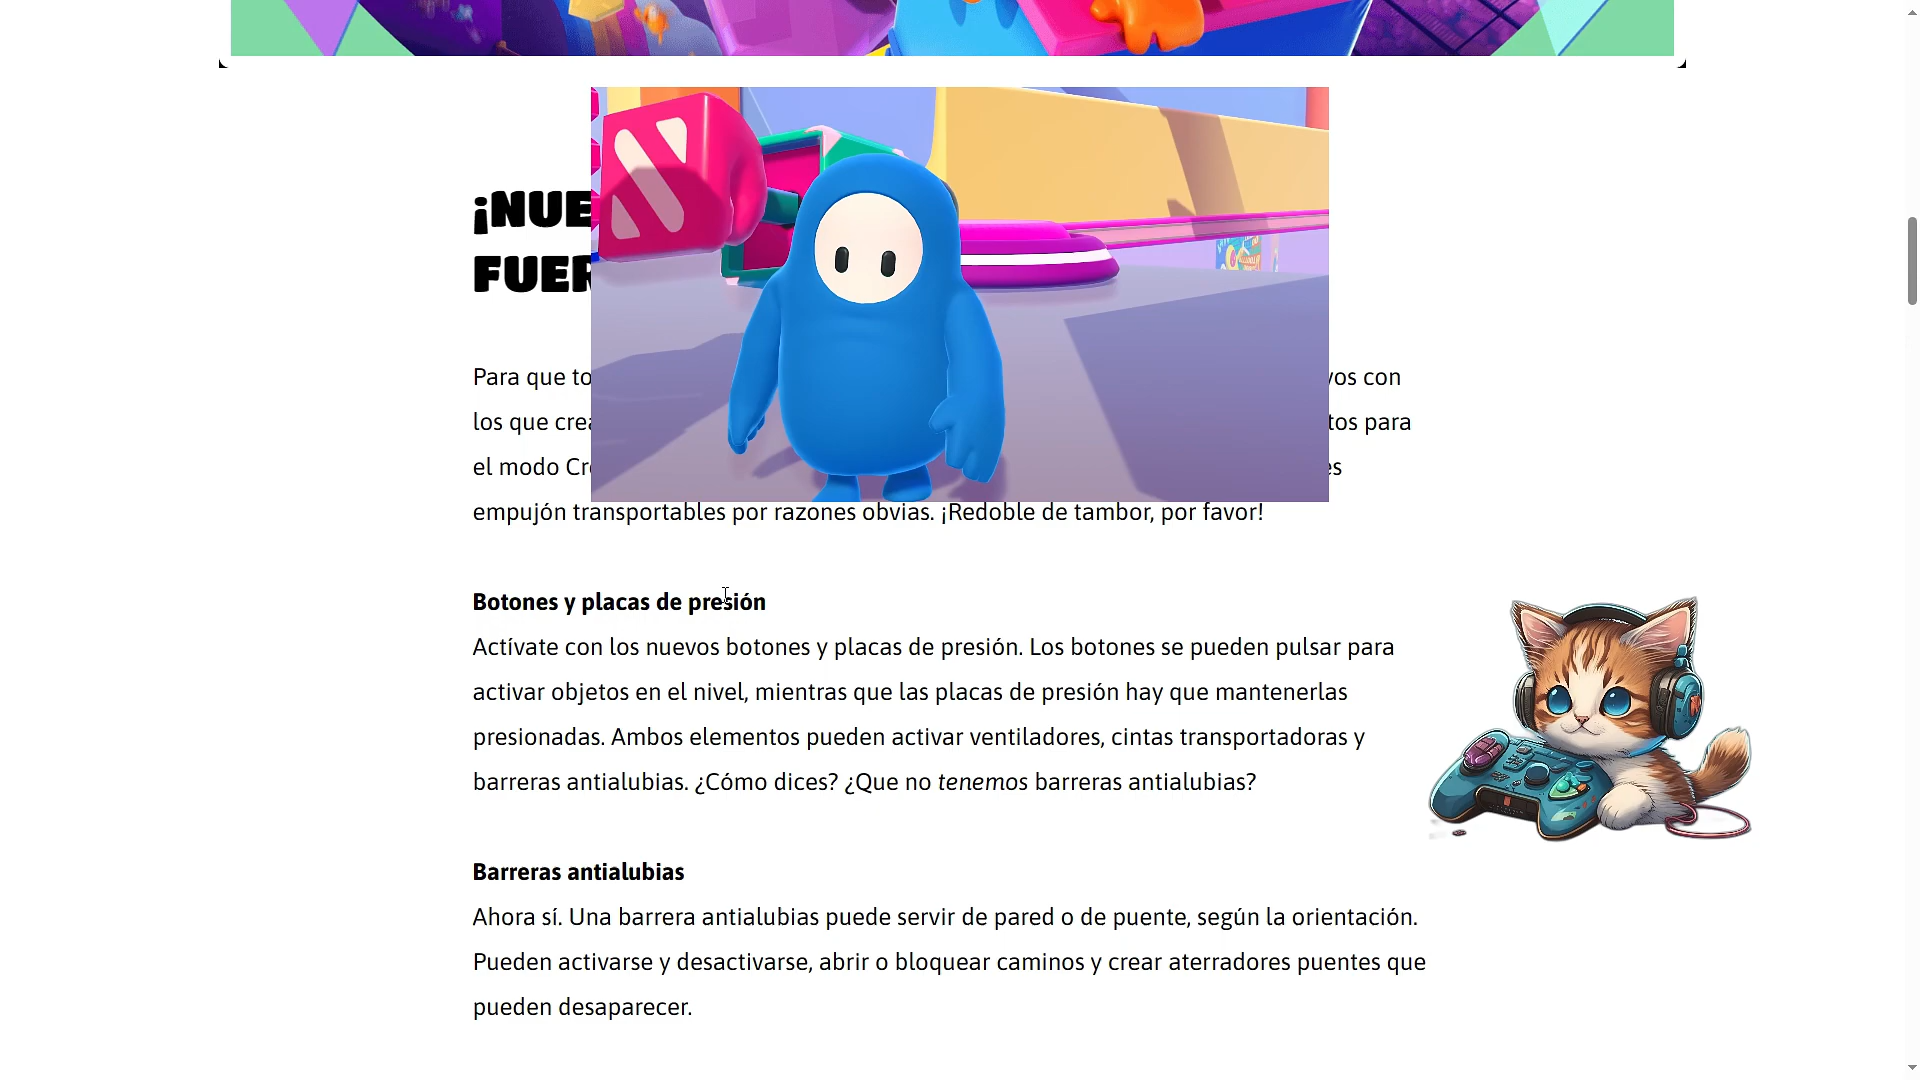 ¡NUE
FUER
Para que to vos con
los que crea tos para
el modo Cr es
empujón transportables por razones obvias. ¡Redoble de tambor, por favor!
Botones y placas de presión
Actívate con los nuevos botones y placas de presión. Los botones se pueden pulsar para
activar objetos en el nivel, mientras que las placas de presión hay que mantenerlas
presionadas. Ambos elementos pueden activar ventiladores, cintas transportadoras y
barreras antialubias. ¿Cómo dices? ¿Que no tenemos barreras antialubias?
Barreras antialubias
Ahora sí. Una barrera antialubias puede servir de pared o de puente, según la orientación.
Pueden activarse y desactivarse, abrir o bloquear caminos y crear aterradores puentes que
pueden desaparecer.